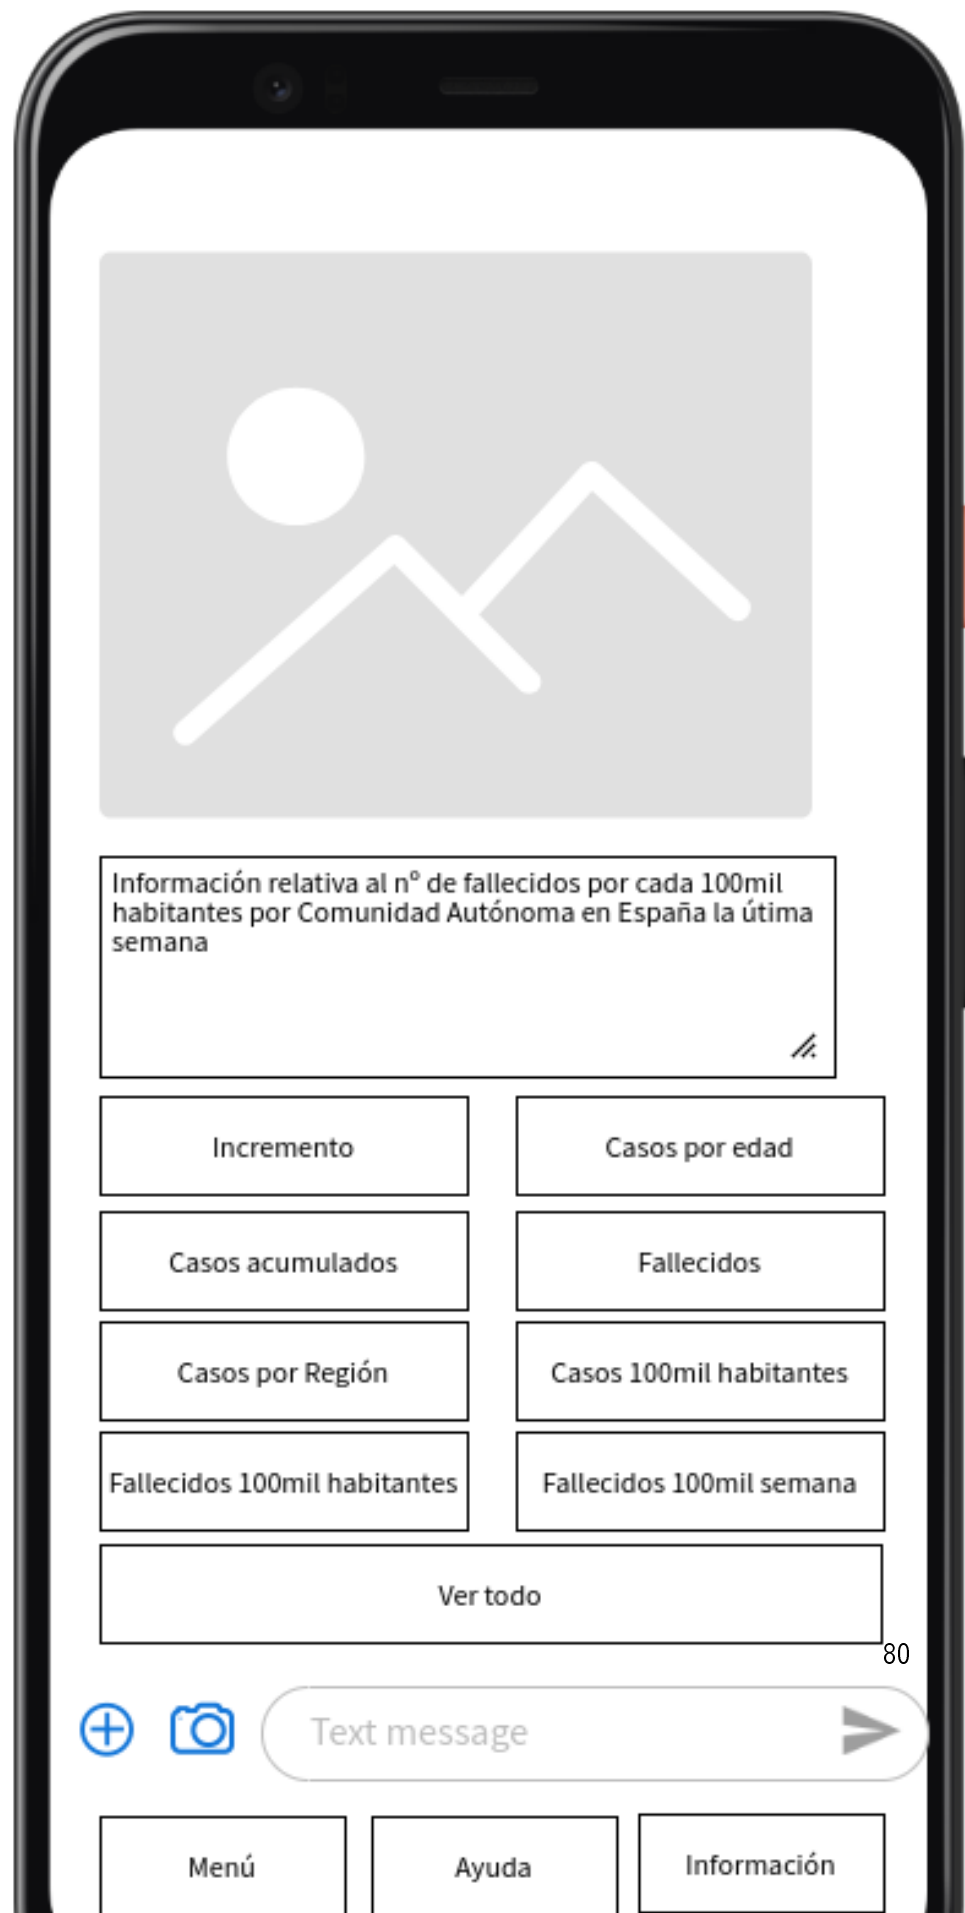 Información relativa al nº de fallecidos por cada 100mil
habitantes por Comunidad Autónoma en España la útima
semana
Incremento
Casos por edad
Casos acumulados
Fallecidos
Casos por Región
Casos 100mil habitantes
Fallecidos 100mil habitantes
Fallecidos 100mil semana
Ver todo
80
Text message
Menú
Ayuda
Información